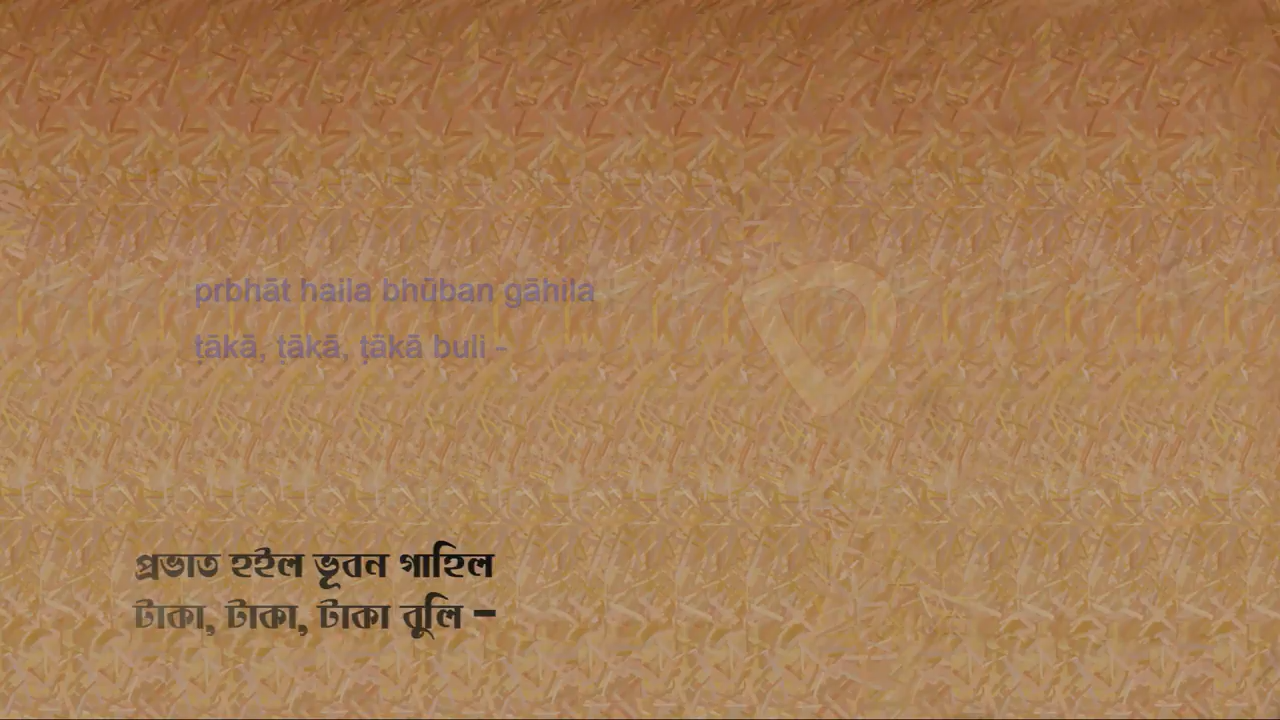 prbhāt haila bhūban gāhila
ṭākā, ṭākā, ṭākā buli -
প্রভাত হইল ভূবন গাহিল
টাকা, টাকা, টাকা বুলি –